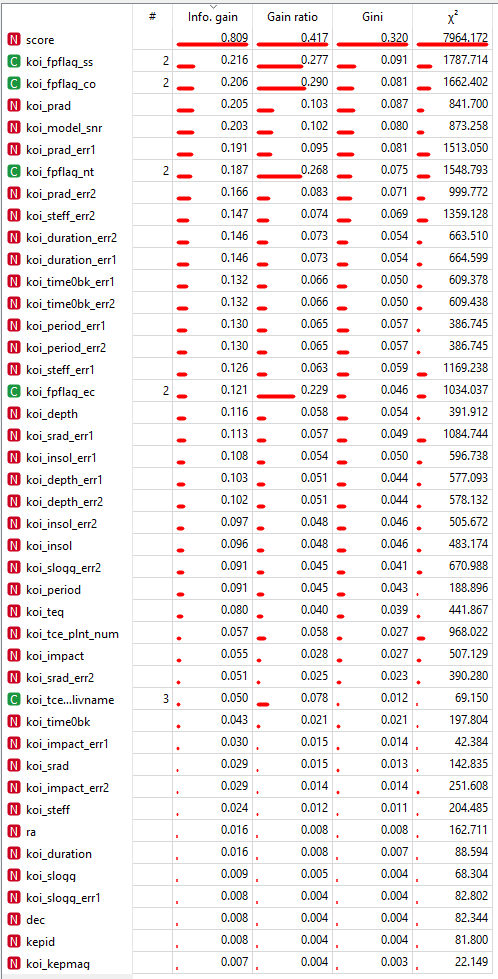 # Info. gain Gain ratio Gini χ²
N score 0.809 0.417 0.320 7964.172
C koi_fpflag_ss 2 0.216 0.277 0.091 1787.714
C koi_fpflag_co 2 0.206 0.290 0.081 1662.402
N koi_prad 0.205 0.103 0.087 841.700
N koi_model_snr 0.203 0.102 0.080 873.258
N koi_prad_err1 0.191 0.095 0.081 1513.050
C koi_fpflag_nt 2 0.187 0.268 0.075 1548.793
N koi_prad_err2 0.166 0.083 0.071 999.772
N koi_steff_err2 0.147 0.074 0.069 1359.128
N koi_duration_err2 0.146 0.073 0.054 663.510
N koi_duration_err1 0.146 0.073 0.054 664.599
N koi_time0bk_err1 0.132 0.066 0.050 609.378
N koi_time0bk_err2 0.132 0.066 0.050 609.438
N koi_period_err1 0.130 0.065 0.057 386.745
N koi_period_err2 0.130 0.065 0.057 386.745
N koi_steff_err1 0.126 0.063 0.059 1169.238
C koi_fpflag_ec 2 0.121 0.229 0.046 1034.037
N koi_depth 0.116 0.058 0.054 391.912
N koi_srad_err1 0.113 0.057 0.049 1084.744
N koi_insol_err1 0.108 0.054 0.050 596.738
N koi_depth_err1 0.103 0.051 0.044 577.093
N koi_depth_err2 0.102 0.051 0.044 578.132
N koi_insol_err2 0.097 0.048 0.046 505.672
N koi_insol 0.096 0.048 0.046 483.174
N koi_slogg_err2 0.091 0.045 0.041 670.988
N koi_period 0.091 0.045 0.043 188.896
N koi_teq 0.080 0.040 0.039 441.867
N koi_tce_plnt_num 0.057 0.058 0.027 968.022
N koi_impact 0.055 0.028 0.027 507.129
N koi_srad_err2 0.051 0.025 0.023 390.280
C koi_tce...livname 3 0.050 0.078 0.012 69.150
N koi_time0bk 0.043 0.021 0.021 197.804
N koi_impact_err1 0.030 0.015 0.014 42.384
N koi_srad 0.029 0.015 0.013 142.835
N koi_impact_err2 0.029 0.014 0.014 251.608
N koi_steff 0.024 0.012 0.011 204.485
N ra 0.016 0.008 0.008 162.711
N koi_duration 0.016 0.008 0.007 88.594
N koi_slogg 0.009 0.005 0.004 68.304
N koi_slogg_err1 0.008 0.004 0.004 82.802
N dec 0.008 0.004 0.004 82.344
N kepid 0.008 0.004 0.004 81.800
N koi_kepmag 0.007 0.004 0.003 22.149